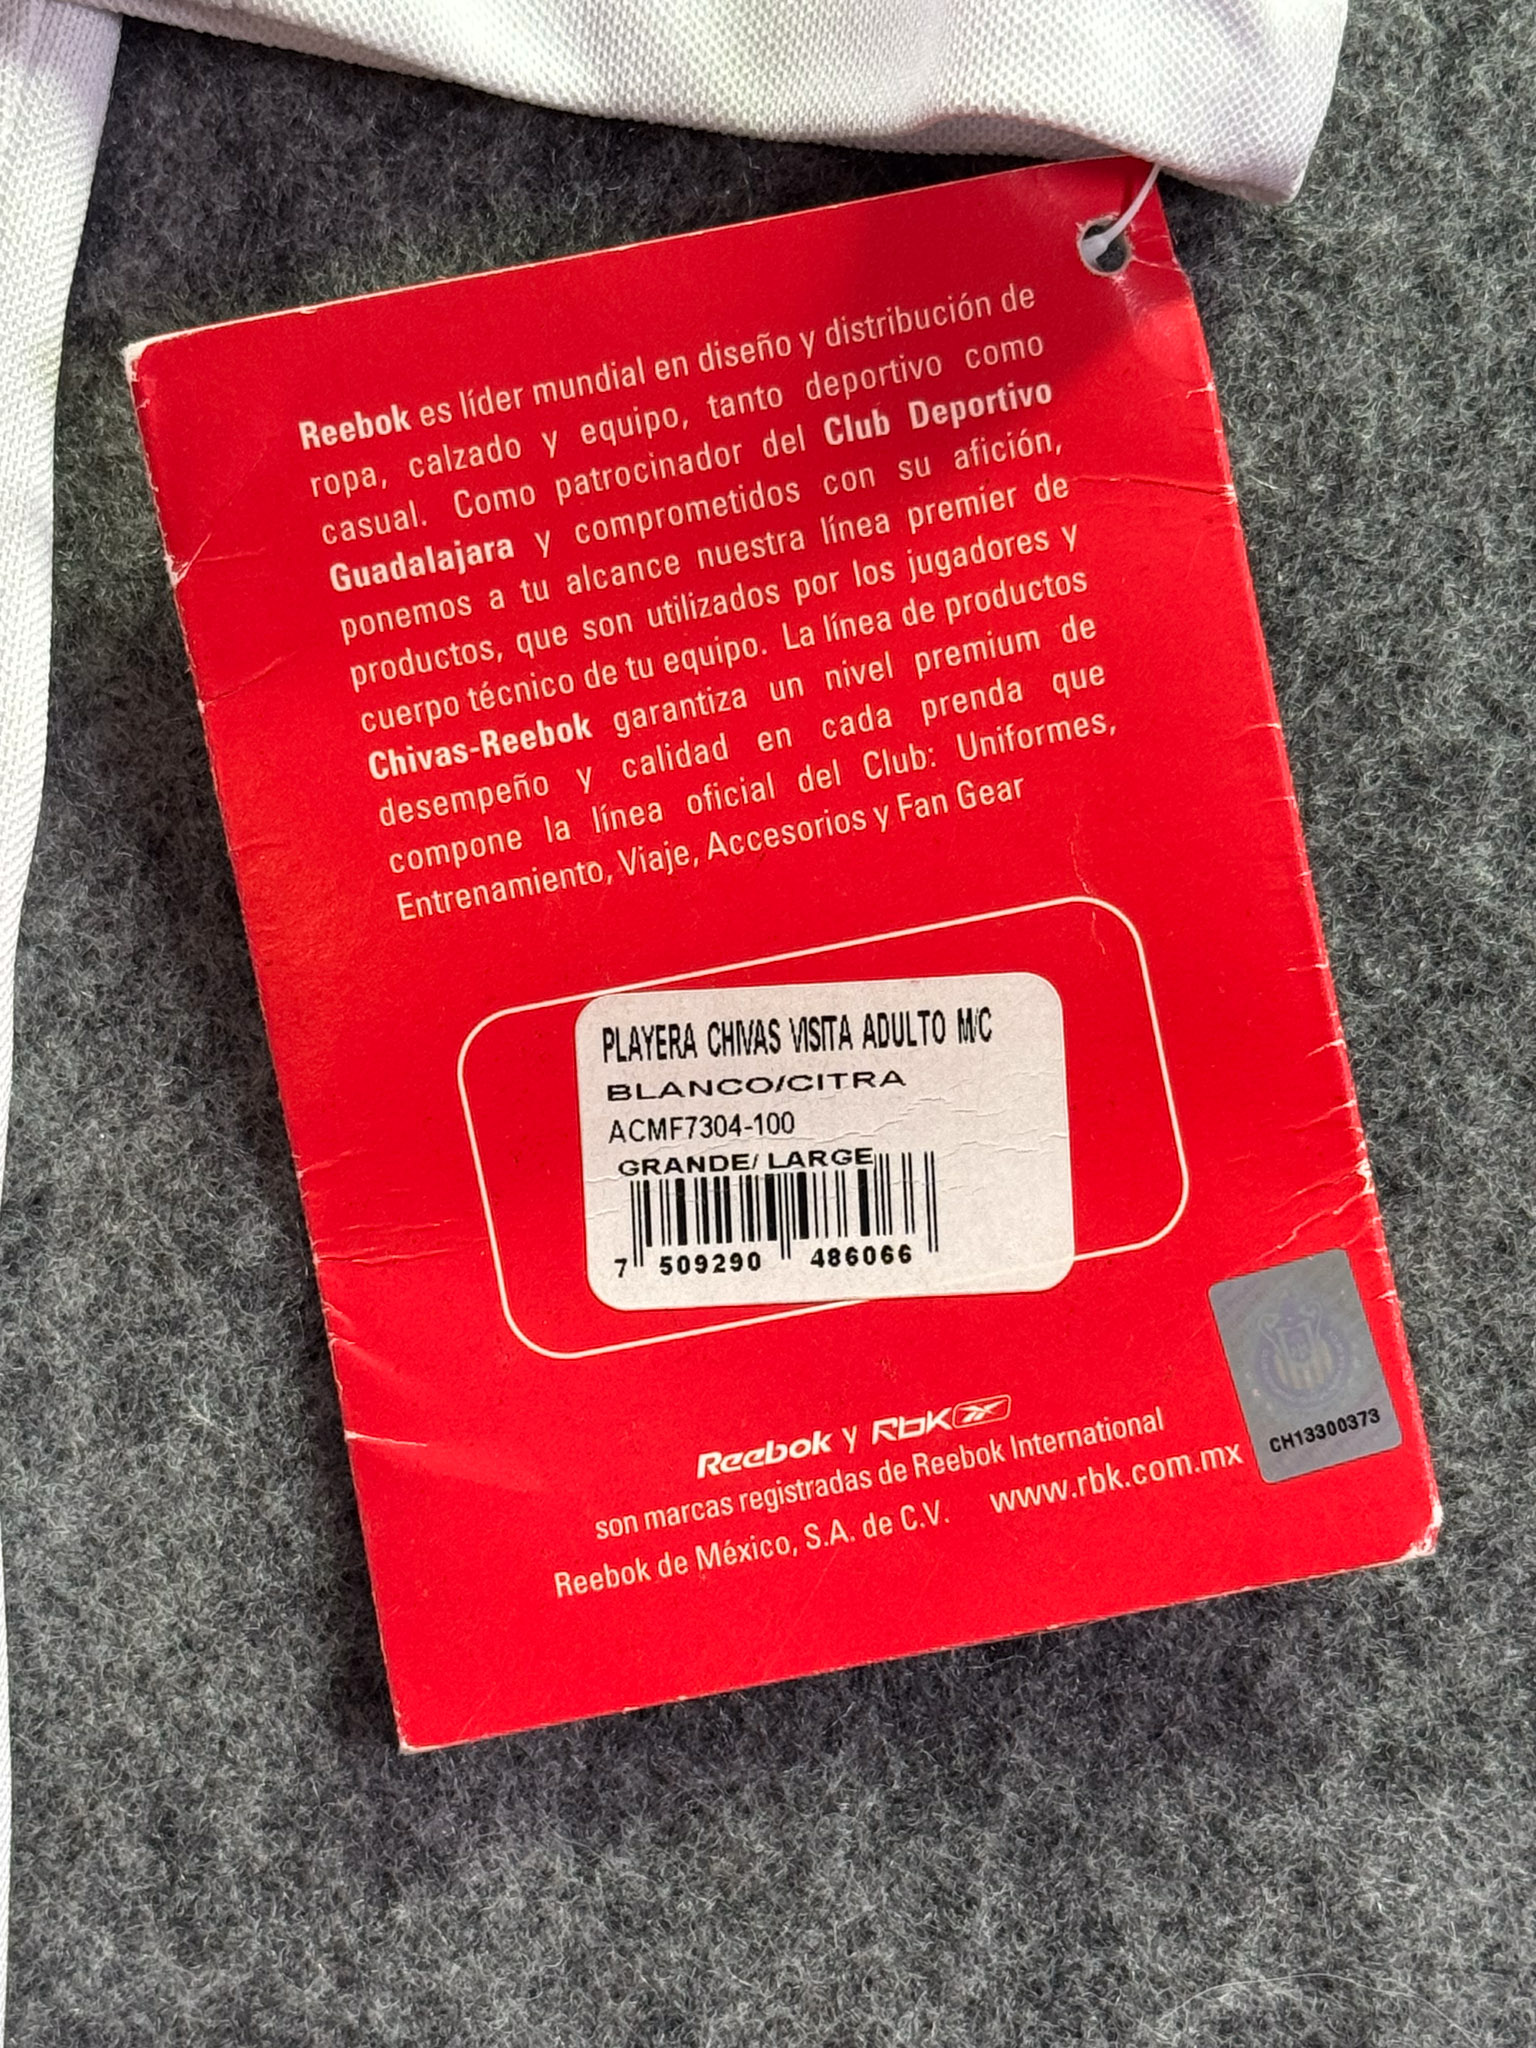 Reebok es líder mundial en diseño y distribución de
ropa, calzado y equipo, tanto deportivo como
casual. Como patrocinador del Club Deportivo
Guadalajara y comprometidos con su afición,
ponemos a tu alcance nuestra línea premier de
productos, que son utilizados por los jugadores y
cuerpo técnico de tu equipo. La línea de productos
Chivas-Reebok garantiza un nivel premium de
desempeño y calidad en cada prenda que
compone la línea oficial del Club: Uniformes,
Entrenamiento, Viaje, Accesorios y Fan Gear
PLAYERA CHIVAS VISITA ADULTO M/C
BLANCO/CITRA
ACMF7304-100
GRANDE/ LARGE
7 509290 486066
CH13300373
Reebok y Rbk
son marcas registradas de Reebok International
Reebok de México, S.A. de C.V. www.rbk.com.mx